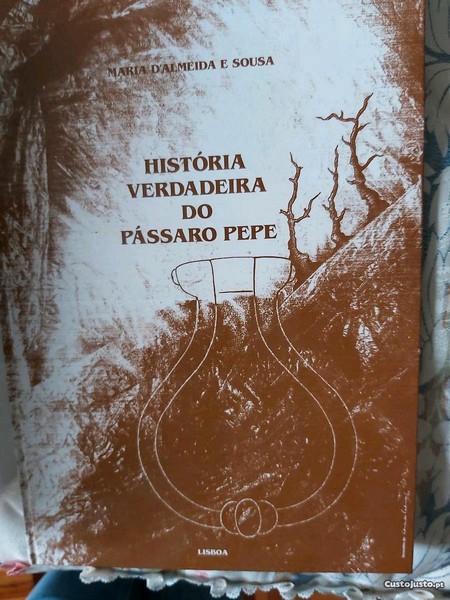 MARIA D'ALMEIDA E SOUSA
HISTÓRIA
VERDADEIRA
DO
PÁSSARO PEPE
LISBOA
CustoJusto.pt